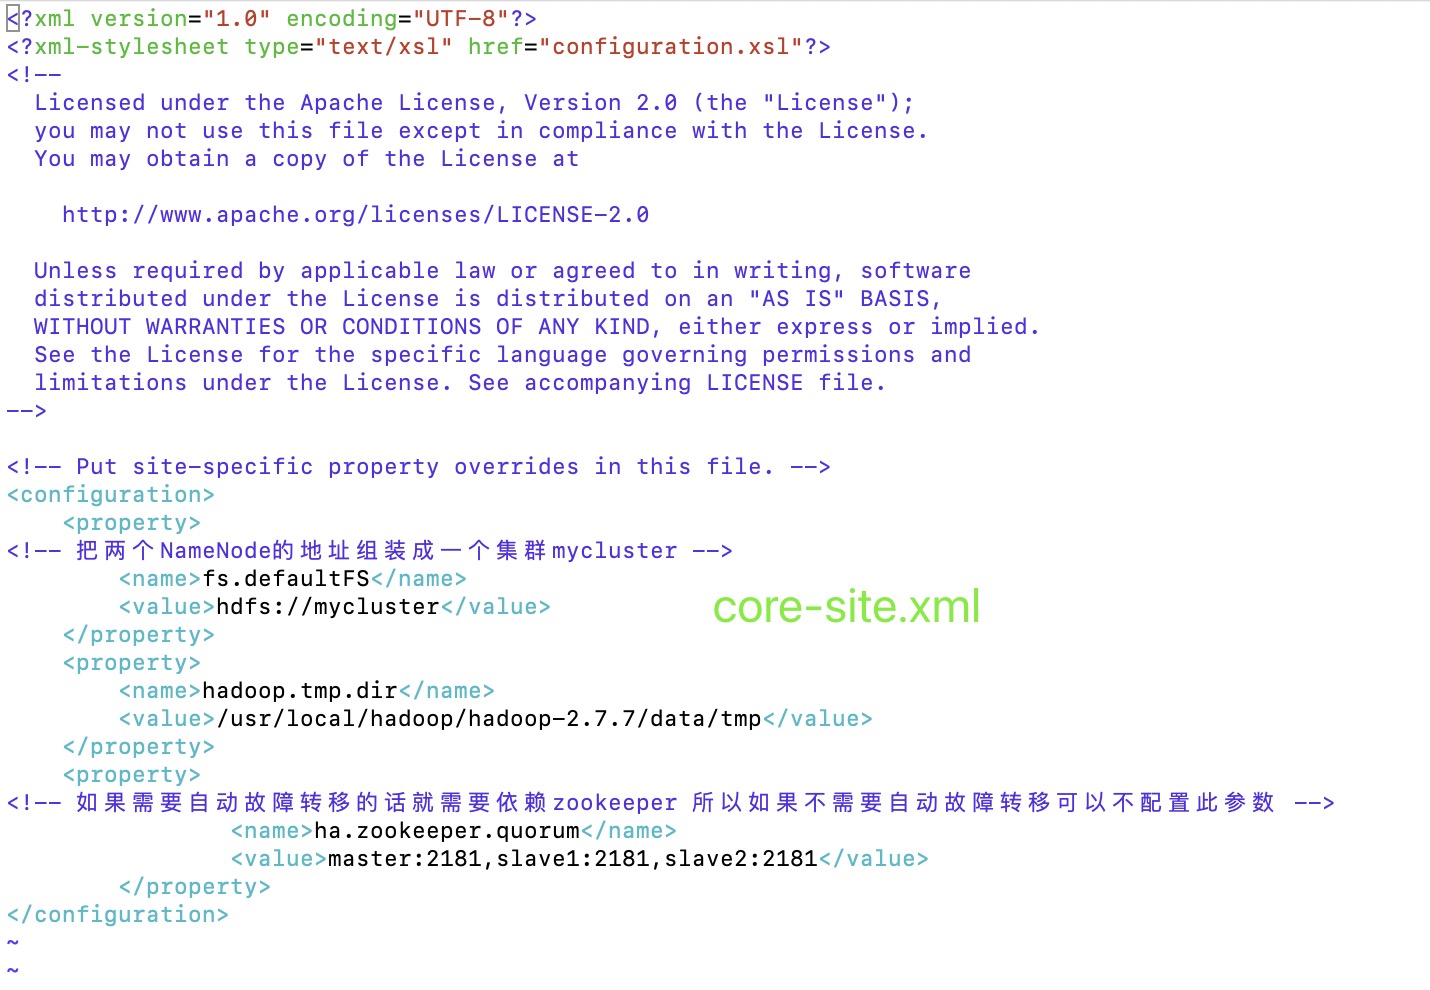 <?xml version="1.0" encoding="UTF-8"?>
<?xml-stylesheet type="text/xsl" href="configuration.xsl"?>
<!--
  Licensed under the Apache License, Version 2.0 (the "License");
  you may not use this file except in compliance with the License.
  You may obtain a copy of the License at

    http://www.apache.org/licenses/LICENSE-2.0

  Unless required by applicable law or agreed to in writing, software
  distributed under the License is distributed on an "AS IS" BASIS,
  WITHOUT WARRANTIES OR CONDITIONS OF ANY KIND, either express or implied.
  See the License for the specific language governing permissions and
  limitations under the License. See accompanying LICENSE file.
-->

<!-- Put site-specific property overrides in this file. -->
<configuration>
    <property>
<!-- 把两个NameNode的地址组装成一个集群mycluster -->
        <name>fs.defaultFS</name>
        <value>hdfs://mycluster</value>
core-site.xml
    </property>
    <property>
        <name>hadoop.tmp.dir</name>
        <value>/usr/local/hadoop/hadoop-2.7.7/data/tmp</value>
    </property>
    <property>
<!-- 如果需要自动故障转移的话就需要依赖zookeeper 所以如果不需要自动故障转移可以不配置此参数 -->
                <name>ha.zookeeper.quorum</name>
                <value>master:2181,slave1:2181,slave2:2181</value>
        </property>
</configuration>
~
~